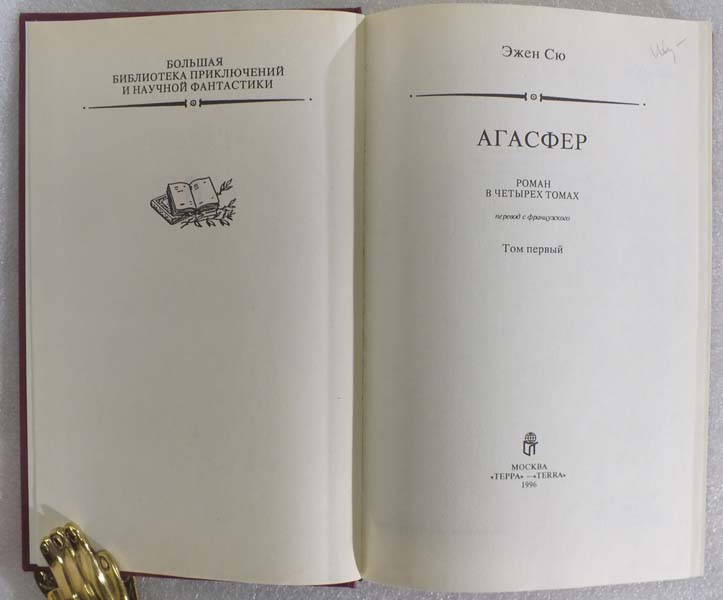 БОЛЬШАЯ
БИБЛИОТЕКА ПРИКЛЮЧЕНИЙ
И НАУЧНОЙ ФАНТАСТИКИ
Эжен Сю
АГАСФЕР
РОМАН
В ЧЕТЫРЕХ ТОМАХ
перевод с французского
Том первый
МОСКВА
«ТЕРРА»—«TERRA»
1996